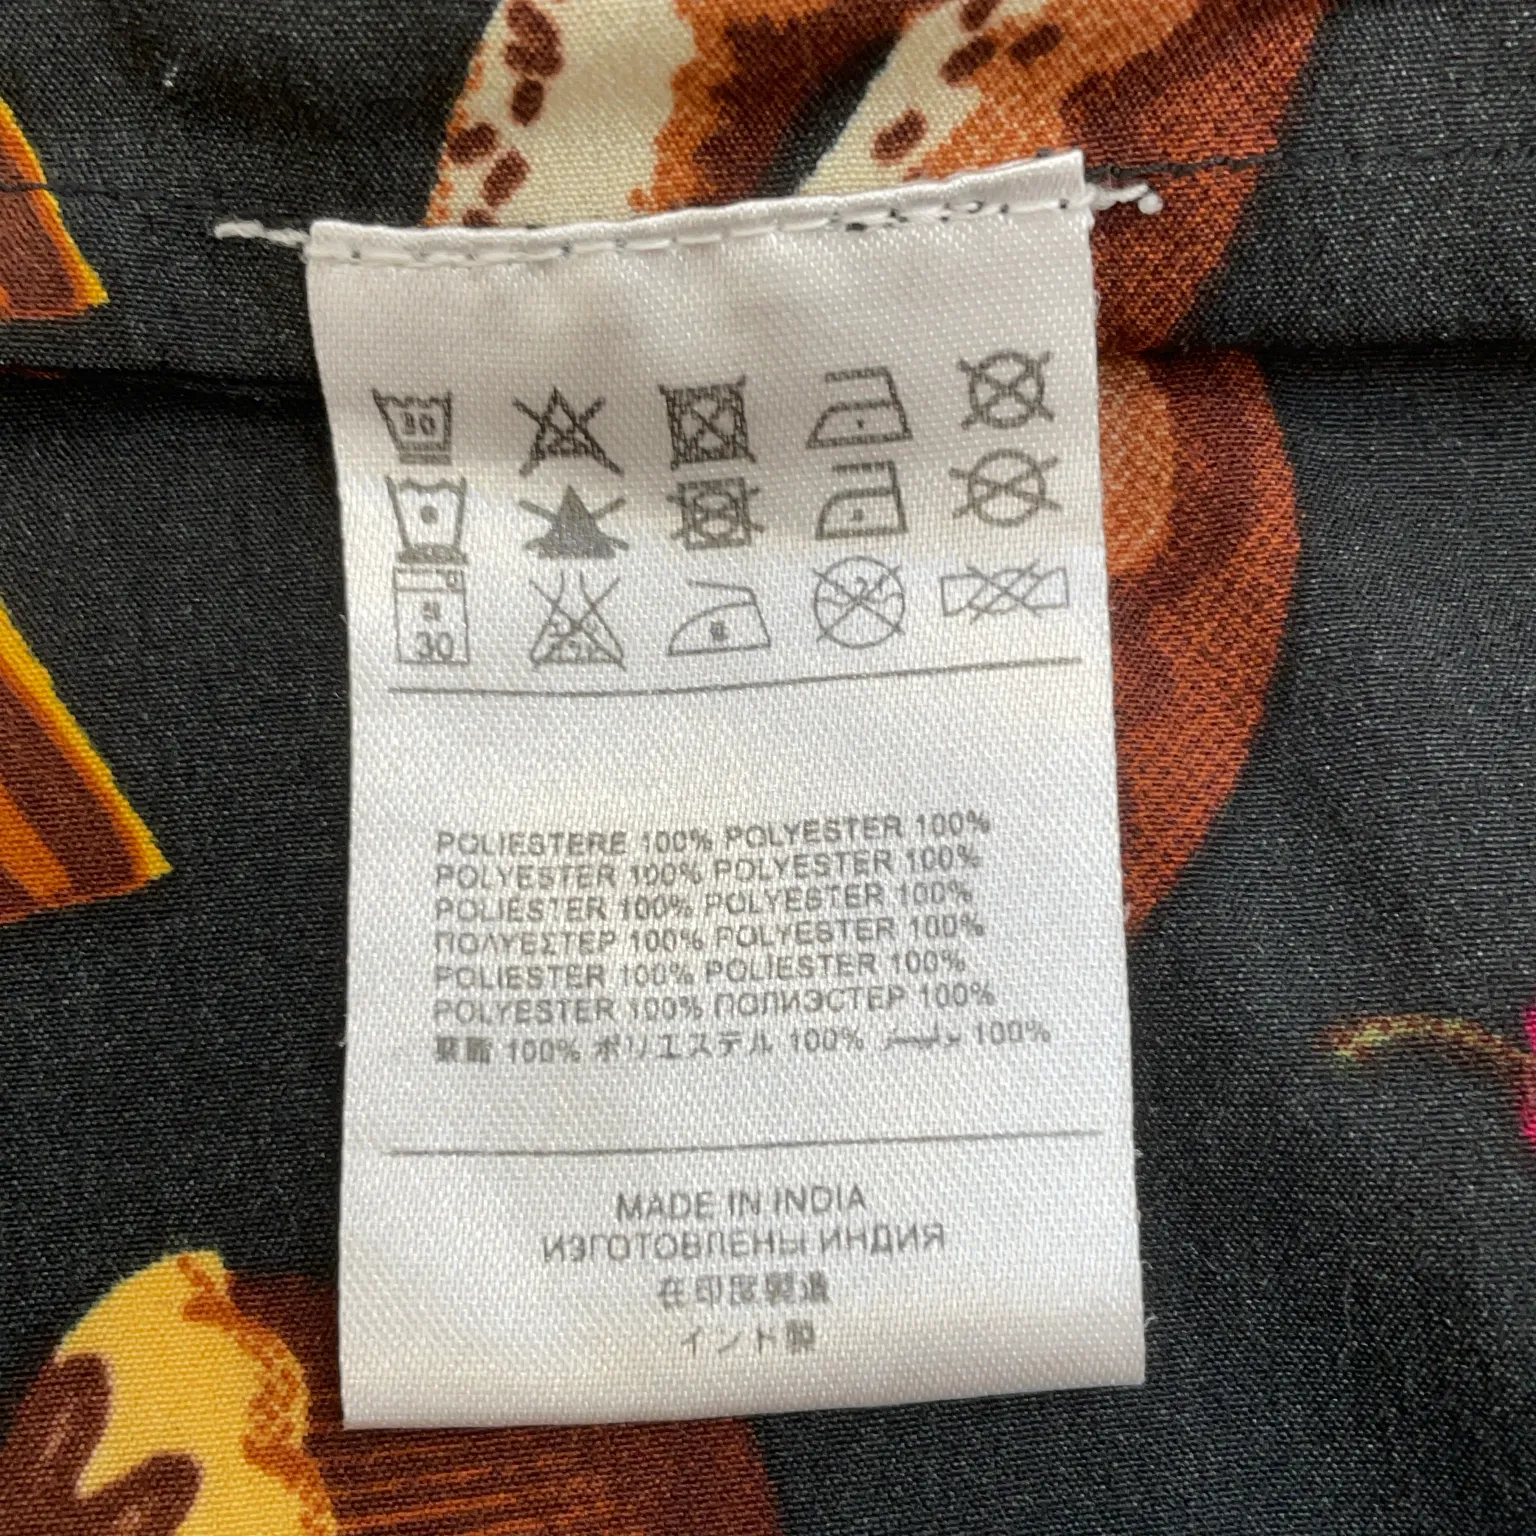 30
30
POLIESTERE 100% POLYESTER 100%
POLYESTER 100% POLYESTER 100%
POLIESTER 100% POLYESTER 100%
ΠΟΛΥΕΣΤΕΡ 100% POLYESTER 100%
POLIESTER 100% POLIESTER 100%
POLYESTER 100% ПОЛИЭСТЕР 100%
聚酯 100% ポリエステル 100% بوليستر 100%
MADE IN INDIA
ИЗГОТОВЛЕНЫ ИНДИЯ
在印度製造
インド製